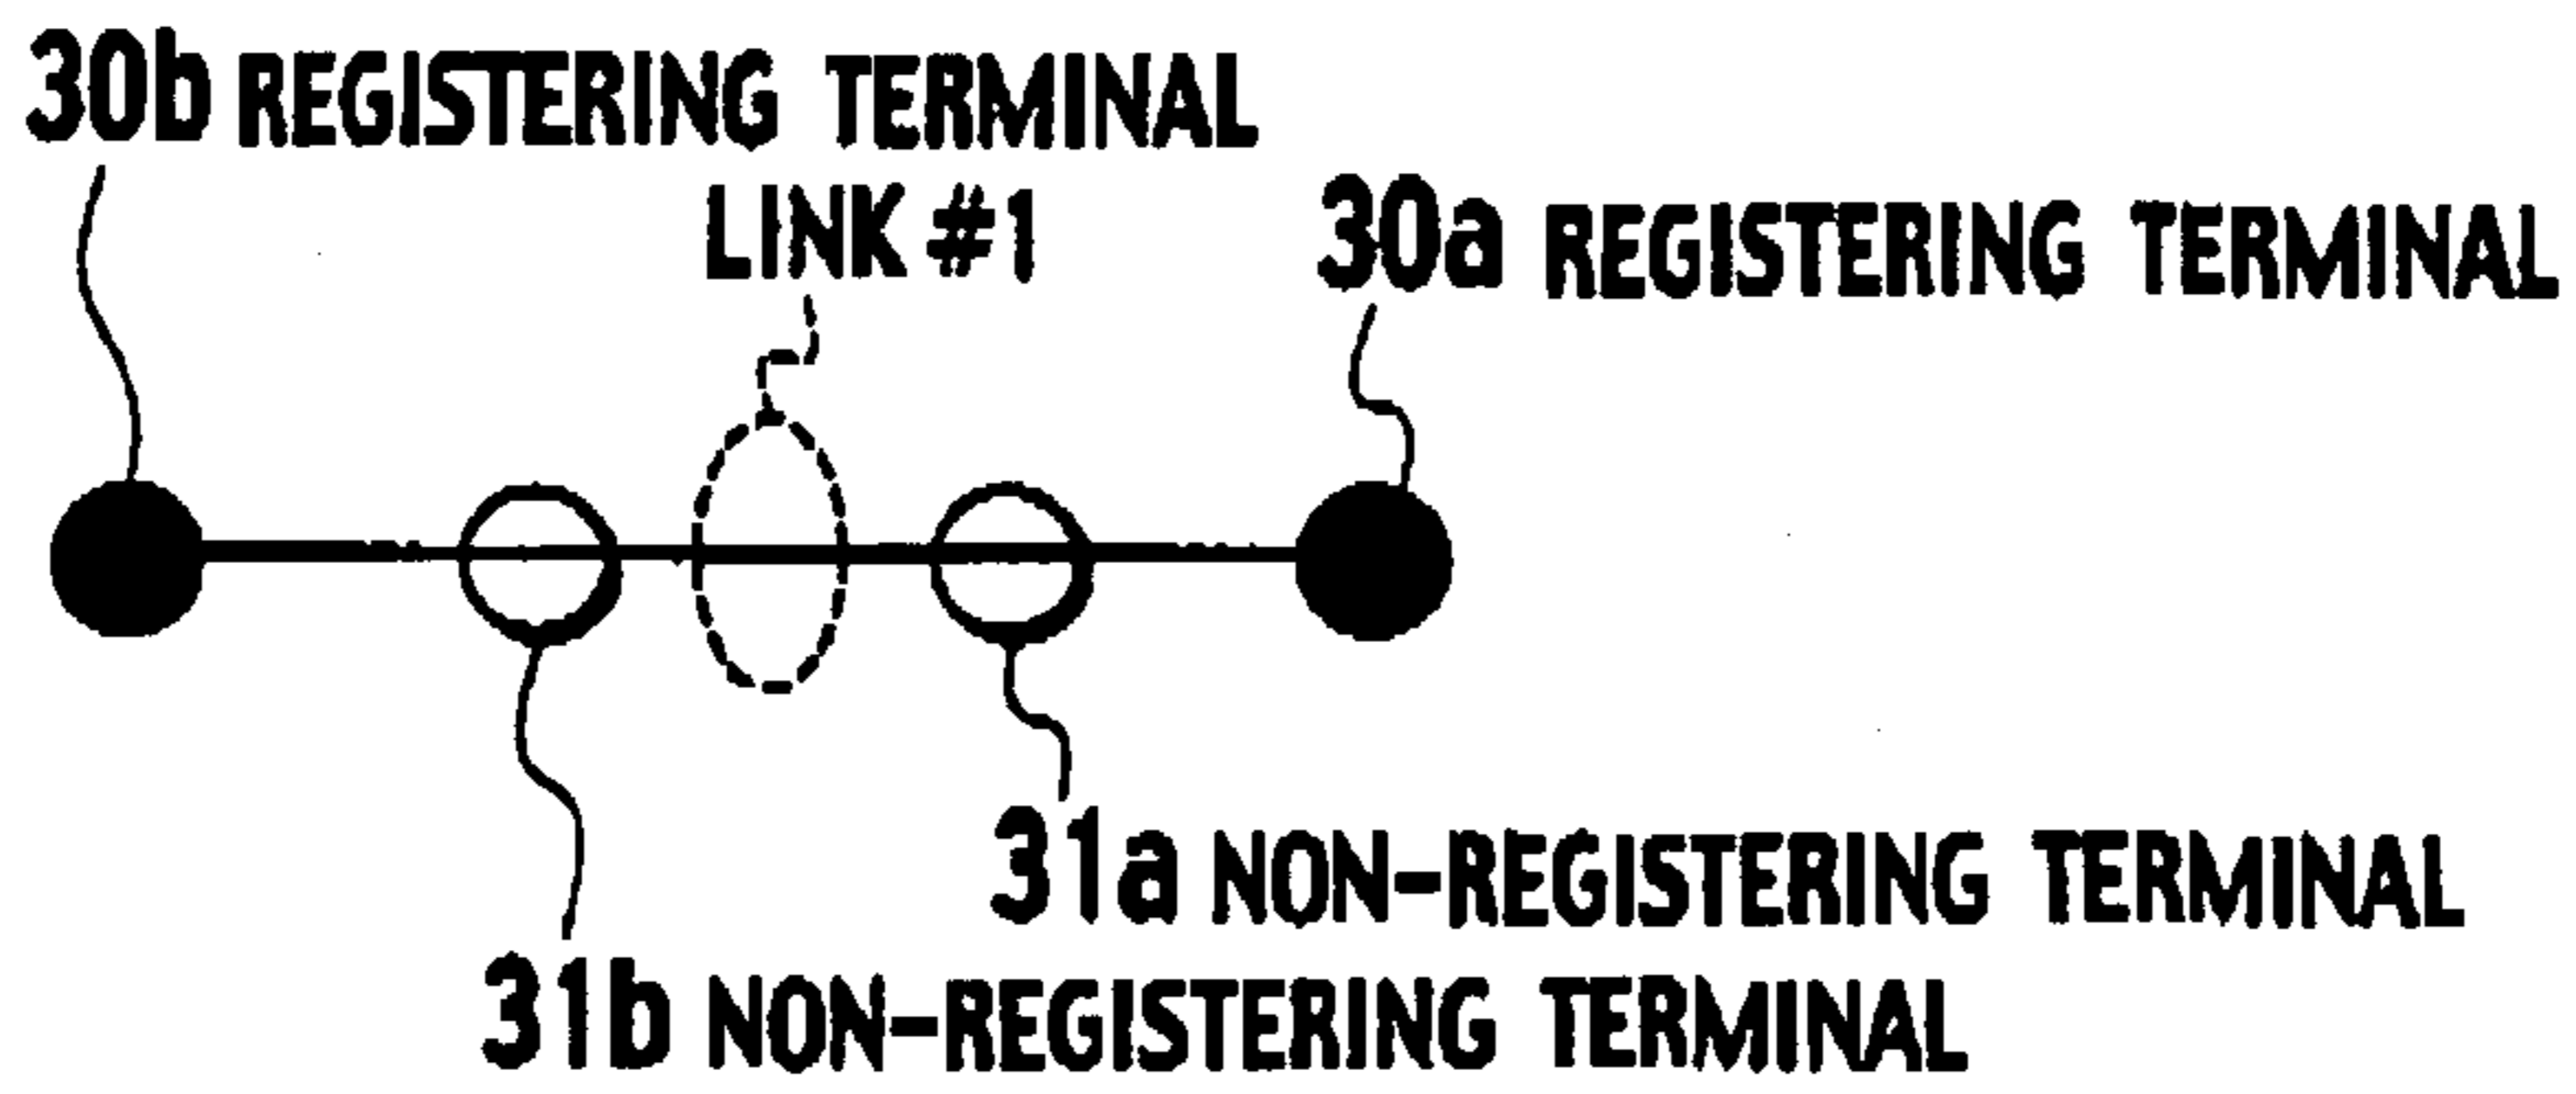 30b REGISTERING TERMINAL
LINK #1
30a REGISTERING TERMINAL
31a NON-REGISTERING TERMINAL
31b NON-REGISTERING TERMINAL